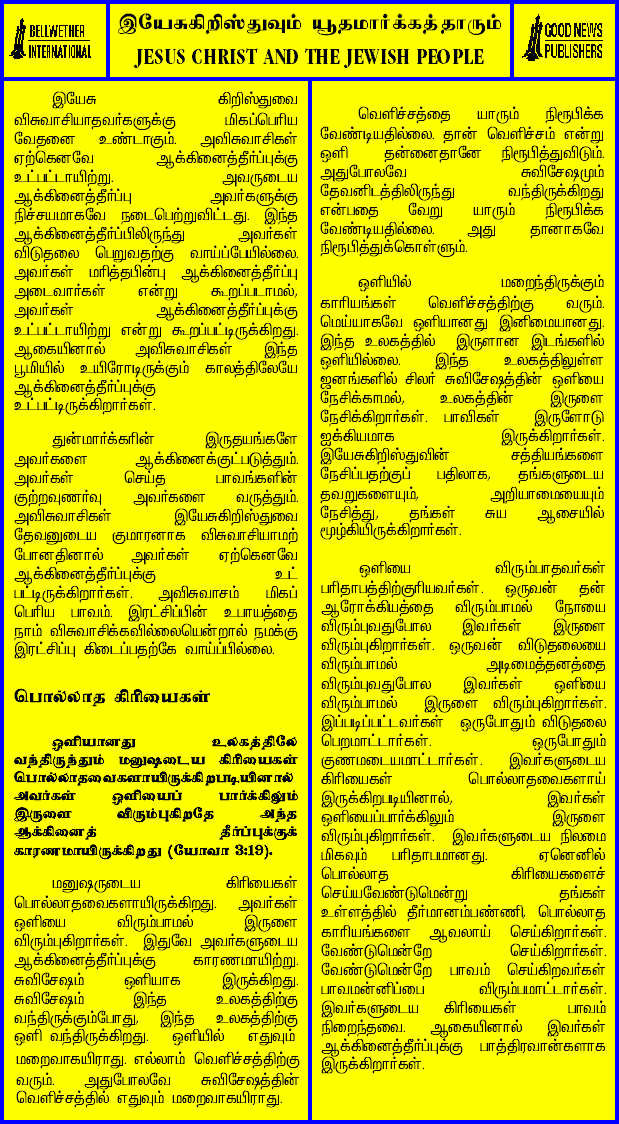 BELLWETHER
INTERNATIONAL
இயேசுகிறிஸ்துவும் யூதமார்க்கத்தாரும்
JESUS CHRIST AND THE JEWISH PEOPLE
GOOD NEWS
PUBLISHERS
இயேசு கிறிஸ்துவை
விசுவாசியாதவர்களுக்கு மிகப்பெரிய
வேதனை உண்டாகும். அவிசுவாசிகள்
ஏற்கெனவே ஆக்கினைத்தீர்ப்புக்கு
உட்பட்டாயிற்று. அவருடைய
ஆக்கினைத்தீர்ப்பு அவர்களுக்கு
நிச்சயமாகவே நடைபெற்றுவிட்டது. இந்த
ஆக்கினைத்தீர்ப்பிலிருந்து அவர்கள்
விடுதலை பெறுவதற்கு வாய்ப்பேயில்லை.
அவர்கள் மரித்தபின்பு ஆக்கினைத்தீர்ப்பு
அடைவார்கள் என்று கூறப்படாமல்,
அவர்கள் ஆக்கினைத்தீர்ப்புக்கு
உட்பட்டாயிற்று என்று கூறப்பட்டிருக்கிறது.
ஆகையினால் அவிசுவாசிகள் இந்த
பூமியில் உயிரோடிருக்கும் காலத்திலேயே
ஆக்கினைத்தீர்ப்புக்கு
உட்பட்டிருக்கிறார்கள்.
துன்மார்க்கரின் இருதயங்களே
அவர்களை ஆக்கினைக்குட்படுத்தும்.
அவர்கள் செய்த பாவங்களின்
குற்றவுணர்வு அவர்களை வருத்தும்.
அவிசுவாசிகள் இயேசுகிறிஸ்துவை
தேவனுடைய குமாரனாக விசுவாசியாமற்
போனதினால் அவர்கள் ஏற்கெனவே
ஆக்கினைத்தீர்ப்புக்கு உட்
பட்டிருக்கிறார்கள். அவிசுவாசம் மிகப்
பெரிய பாவம். இரட்சிப்பின் உபாயத்தை
நாம் விசுவாசிக்கவில்லையென்றால் நமக்கு
இரட்சிப்பு கிடைப்பதற்கே வாய்ப்பில்லை.
பொல்லாத கிரியைகள்
ஒளியானது உலகத்திலே
வந்திருந்தும் மனுஷடைய கிரியைகள்
பொல்லாதவைகளாயிருக்கிறபடியினால்
அவர்கள் ஒளியைப் பார்க்கிலும்
இருளை விரும்புகிறதே அந்த
ஆக்கினைத் தீர்ப்புக்குக்
காரணமாயிருக்கிறது (யோவா 3:19).
மனுஷருடைய கிரியைகள்
பொல்லாதவைகளாயிருக்கிறது. அவர்கள்
ஒளியை விரும்பாமல் இருளை
விரும்புகிறார்கள். இதுவே அவர்களுடைய
ஆக்கினைத்தீர்ப்புக்கு காரணமாயிற்று.
சுவிசேஷம் ஒளியாக இருக்கிறது.
சுவிசேஷம் இந்த உலகத்திற்கு
வந்திருக்கும்போது, இந்த உலகத்திற்கு
ஒளி வந்திருக்கிறது. ஒளியில் எதுவும்
மறைவாகயிராது. எல்லாம் வெளிச்சத்திற்கு
வரும். அதுபோலவே சுவிசேஷத்தின்
வெளிச்சத்தில் எதுவும் மறைவாகயிராது.
வெளிச்சத்தை யாரும் நிரூபிக்க
வேண்டியதில்லை. தான் வெளிச்சம் என்று
ஒளி தன்னைதானே நிரூபித்துவிடும்.
அதுபோலவே சுவிசேஷமும்
தேவனிடத்திலிருந்து வந்திருக்கிறது
என்பதை வேறு யாரும் நிரூபிக்க
வேண்டியதில்லை. அது தானாகவே
நிரூபித்துக்கொள்ளும்.
ஒளியில் மறைந்திருக்கும்
காரியங்கள் வெளிச்சத்திற்கு வரும்.
மெய்யாகவே ஒளியானது இனிமையானது.
இந்த உலகத்தில் இருளான இடங்களில்
ஒளியில்லை. இந்த உலகத்திலுள்ள
ஜனங்களில் சிலர் சுவிசேஷத்தின் ஒளியை
நேசிக்காமல், உலகத்தின் இருளை
நேசிக்கிறார்கள். பாவிகள் இருளோடு
ஐக்கியமாக இருக்கிறார்கள்.
இயேசுகிறிஸ்துவின் சத்தியங்களை
நேசிப்பதற்குப் பதிலாக, தங்களுடைய
தவறுகளையும், அறியாமையையும்
நேசித்து, தங்கள் சுய ஆசையில்
மூழ்கியிருக்கிறார்கள்.
ஒளியை விரும்பாதவர்கள்
பரிதாபத்திற்குரியவர்கள். ஒருவன் தன்
ஆரோக்கியத்தை விரும்பாமல் நோயை
விரும்புவதுபோல இவர்கள் இருளை
விரும்புகிறார்கள். ஒருவன் விடுதலையை
விரும்பாமல் அடிமைத்தனத்தை
விரும்புவதுபோல இவர்கள் ஒளியை
விரும்பாமல் இருளை விரும்புகிறார்கள்.
இப்படிப்பட்டவர்கள் ஒருபோதும் விடுதலை
பெறமாட்டார்கள். ஒருபோதும்
குணமடையமாட்டார்கள். இவர்களுடைய
கிரியைகள் பொல்லாதவைகளாய்
இருக்கிறபடியினால், இவர்கள்
ஒளியைப்பார்க்கிலும் இருளை
விரும்புகிறார்கள். இவர்களுடைய நிலமை
மிகவும் பரிதாபமானது. ஏனெனில்
பொல்லாத கிரியைகளைச்
செய்யவேண்டுமென்று தங்கள்
உள்ளத்தில் தீர்மானம்பண்ணி, பொல்லாத
காரியங்களை ஆவலாய் செய்கிறார்கள்.
வேண்டுமென்றே செய்கிறார்கள்.
வேண்டுமென்றே பாவம் செய்கிறவர்கள்
பாவமன்னிப்பை விரும்பமாட்டார்கள்.
இவர்களுடைய கிரியைகள் பாவம்
நிறைந்தவை. ஆகையினால் இவர்கள்
ஆக்கினைத்தீர்ப்புக்கு பாத்திரவான்களாக
இருக்கிறார்கள்.